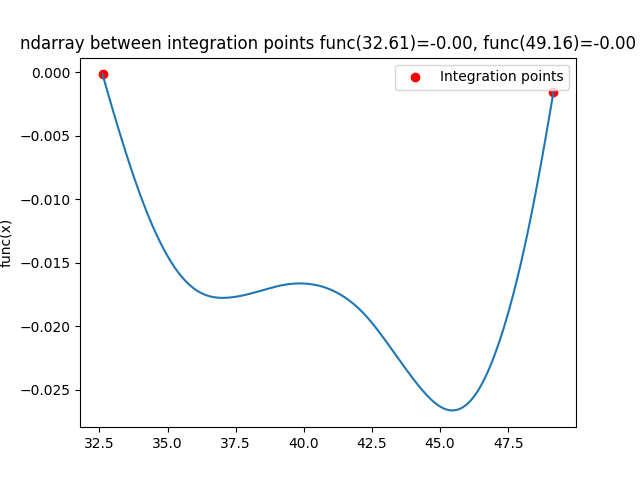 ndarray between integration points func(32.61)=-0.00, func(49.16)=-0.00
Integration points
0.000
−0.005
−0.010
−0.015
−0.020
−0.025
func(x)
32.5 35.0 37.5 40.0 42.5 45.0 47.5